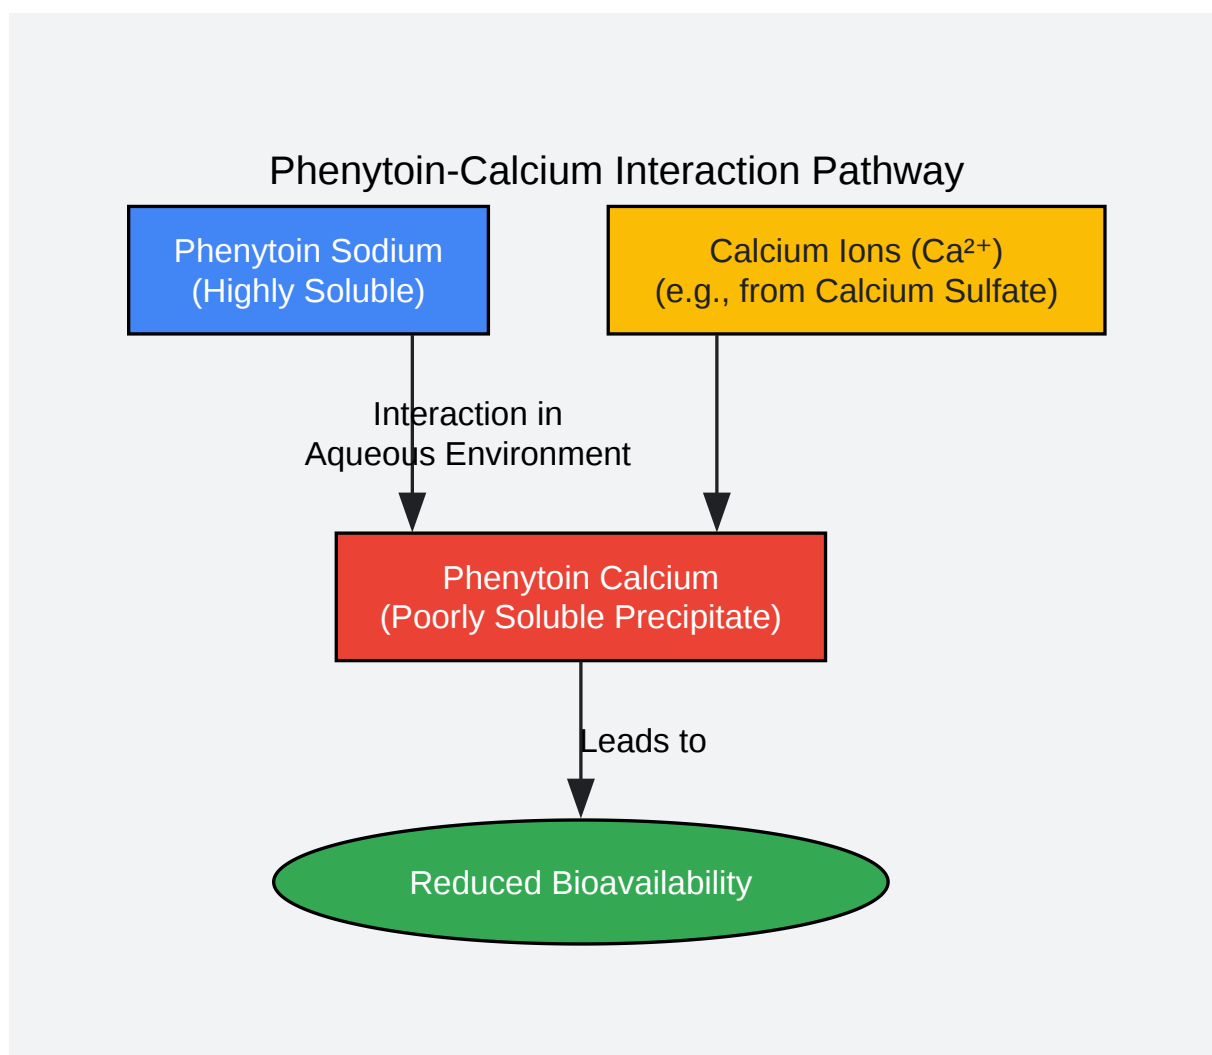 Phenytoin-Calcium Interaction Pathway
Phenytoin Sodium
(Highly Soluble)
Calcium Ions (Ca²⁺)
(e.g., from Calcium Sulfate)
Interaction in
Aqueous Environment
Phenytoin Calcium
(Poorly Soluble Precipitate)
Leads to
Reduced Bioavailability